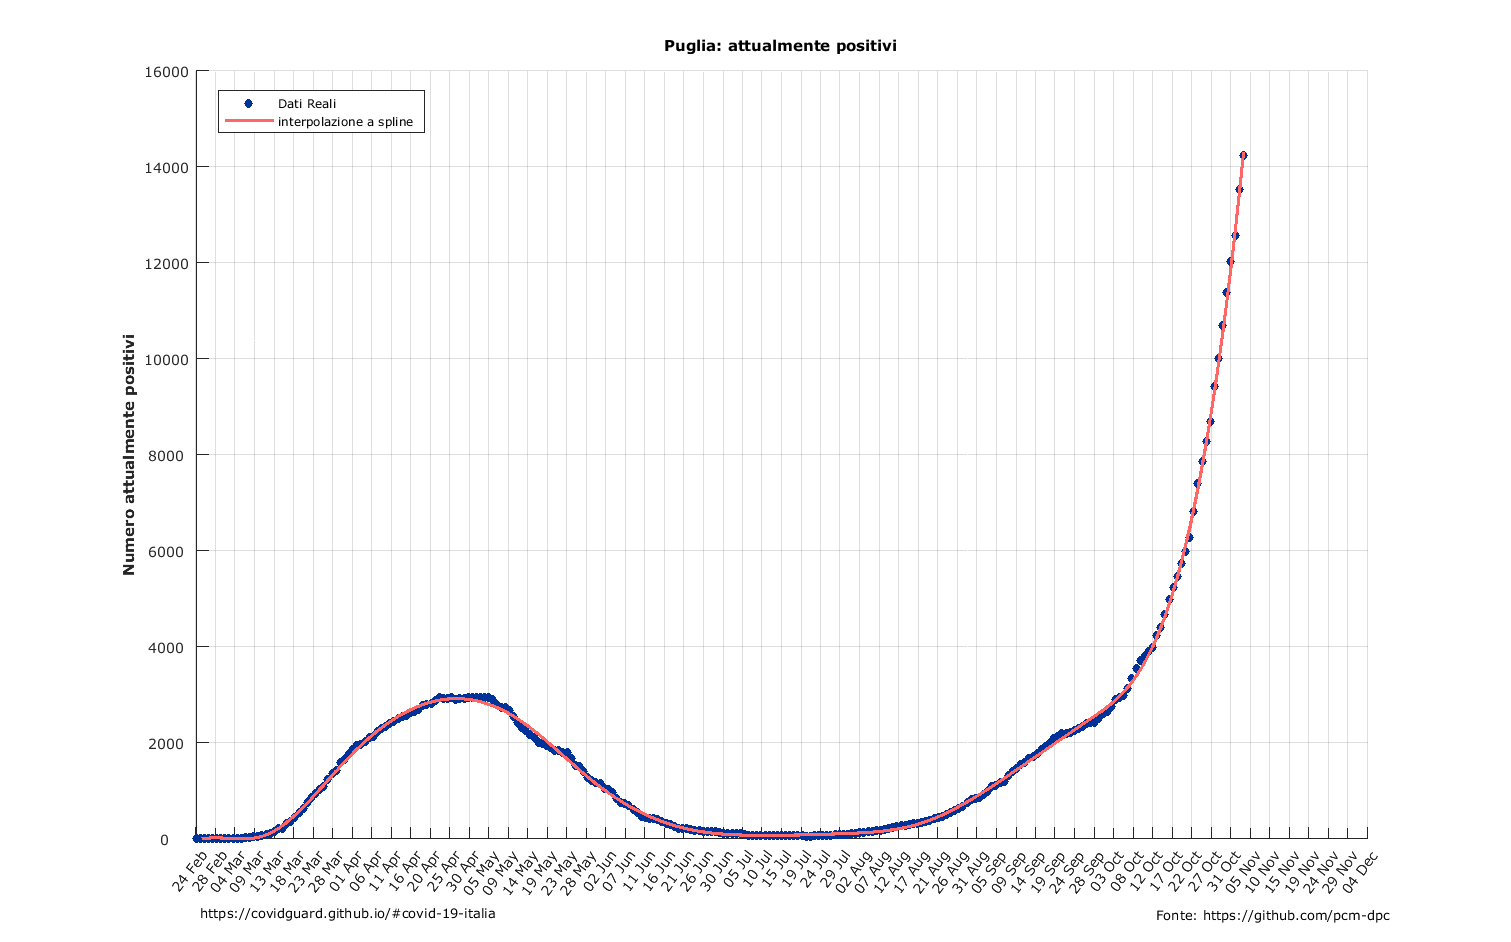 Puglia: attualmente positivi
16000
14000
12000
10000
8000
6000
4000
2000
0
Numero attualmente positivi
Dati Reali
interpolazione a spline
24 Feb
28 Feb
04 Mar
09 Mar
13 Mar
18 Mar
23 Mar
28 Mar
01 Apr
06 Apr
11 Apr
16 Apr
20 Apr
25 Apr
30 Apr
05 May
09 May
14 May
19 May
23 May
28 May
02 Jun
07 Jun
11 Jun
16 Jun
21 Jun
26 Jun
30 Jun
05 Jul
10 Jul
15 Jul
19 Jul
24 Jul
29 Jul
02 Aug
07 Aug
12 Aug
17 Aug
21 Aug
26 Aug
31 Aug
05 Sep
09 Sep
14 Sep
19 Sep
24 Sep
28 Sep
03 Oct
08 Oct
12 Oct
17 Oct
22 Oct
27 Oct
31 Oct
05 Nov
10 Nov
15 Nov
19 Nov
24 Nov
29 Nov
04 Dec
https://covidguard.github.io/#covid-19-italia
Fonte: https://github.com/pcm-dpc